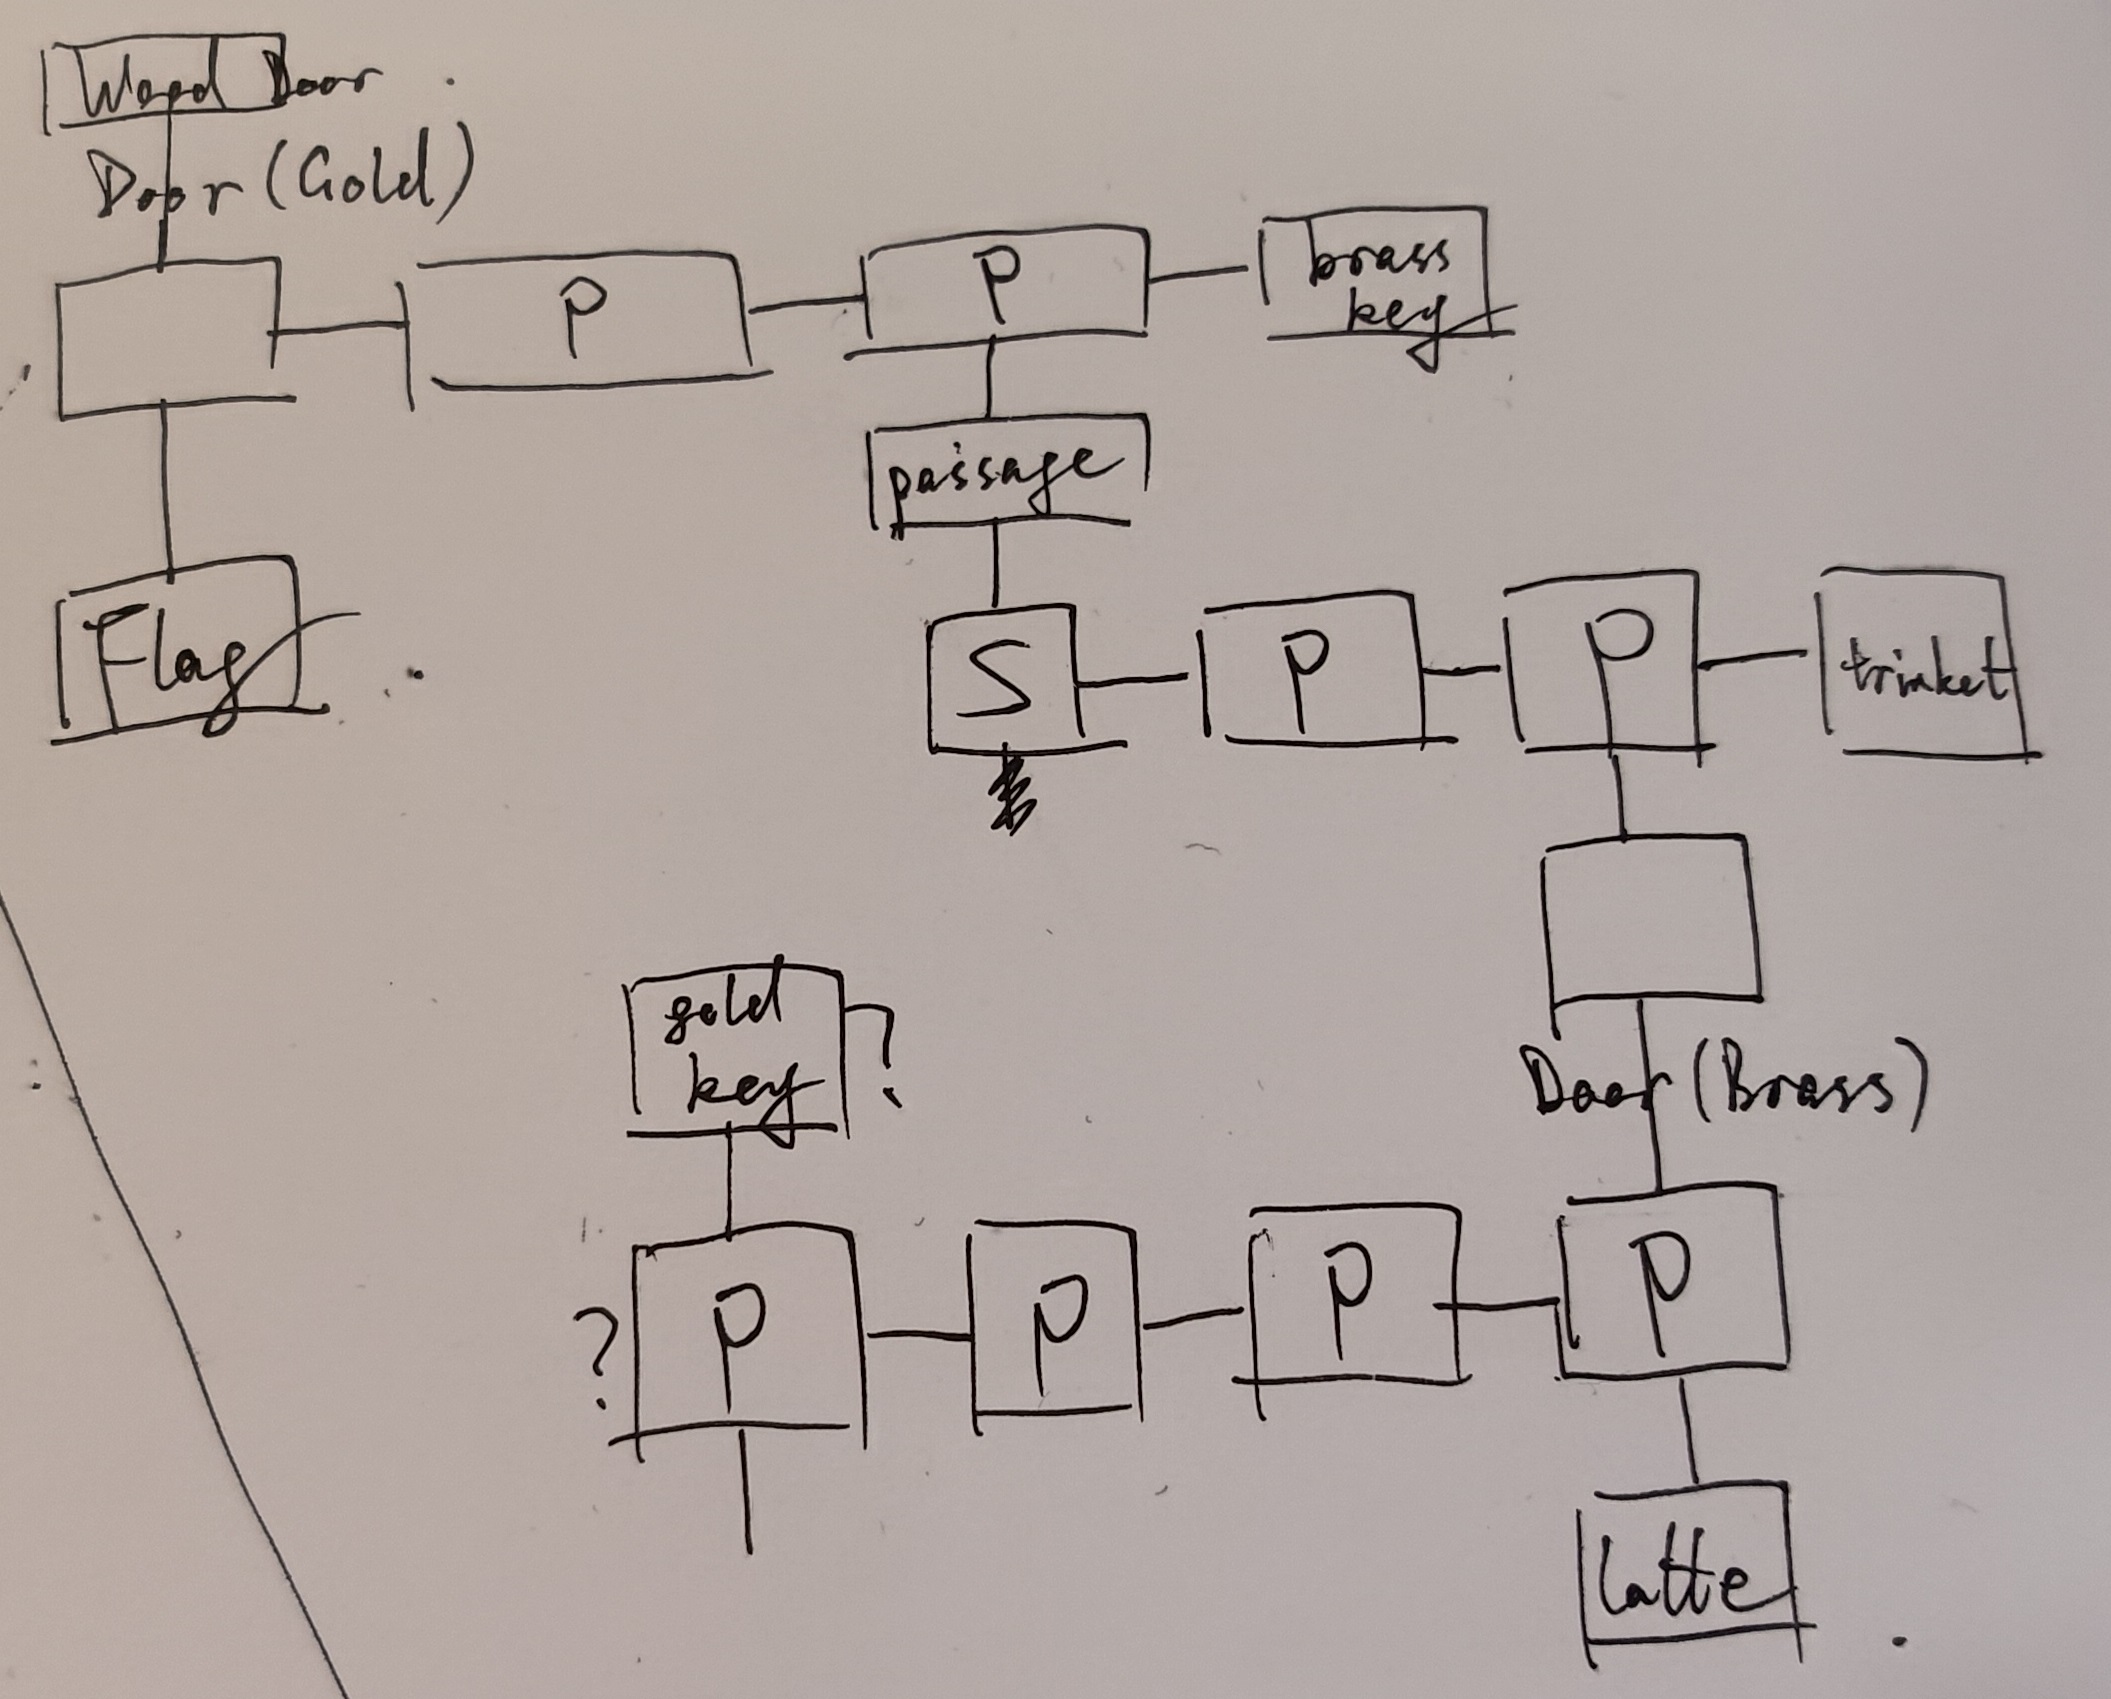 Wood Door
Door (Gold)
P
P
brass
key
passage
Flag
S
P
P
trinket
gold
key
?
Door (Brass)
?
P
P
P
P
latte